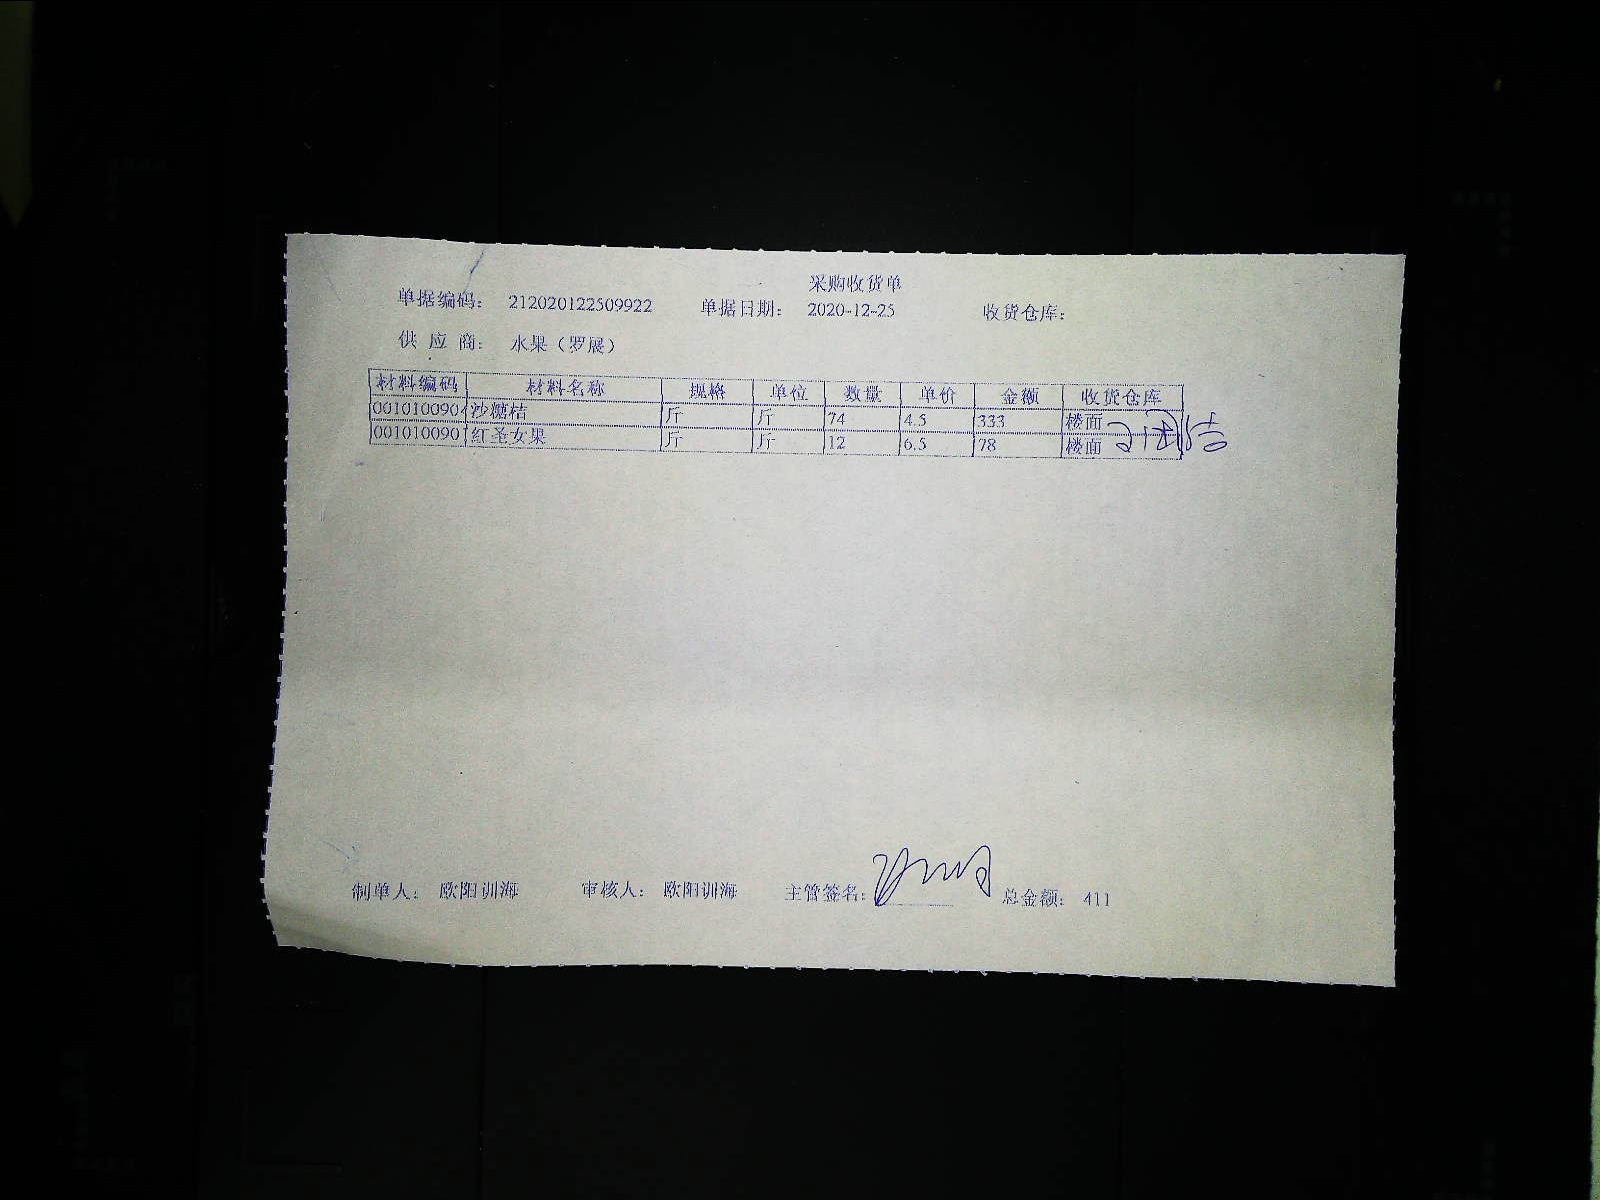 采购收货单
单据编码： 212020122509922 单据日期： 2020-12-25 收货仓库：
供 应 商： 水果（罗展）
材料编码 材料名称 规格 单位 数量 单价 金额 收货仓库
0010100904 沙糖桔 斤 斤 74 4.5 333 楼面
001010090 红圣女果 斤 斤 12 6.5 78 楼面
制单人： 欧阳训海 审核人： 欧阳训海 主管签名： 总金额： 411